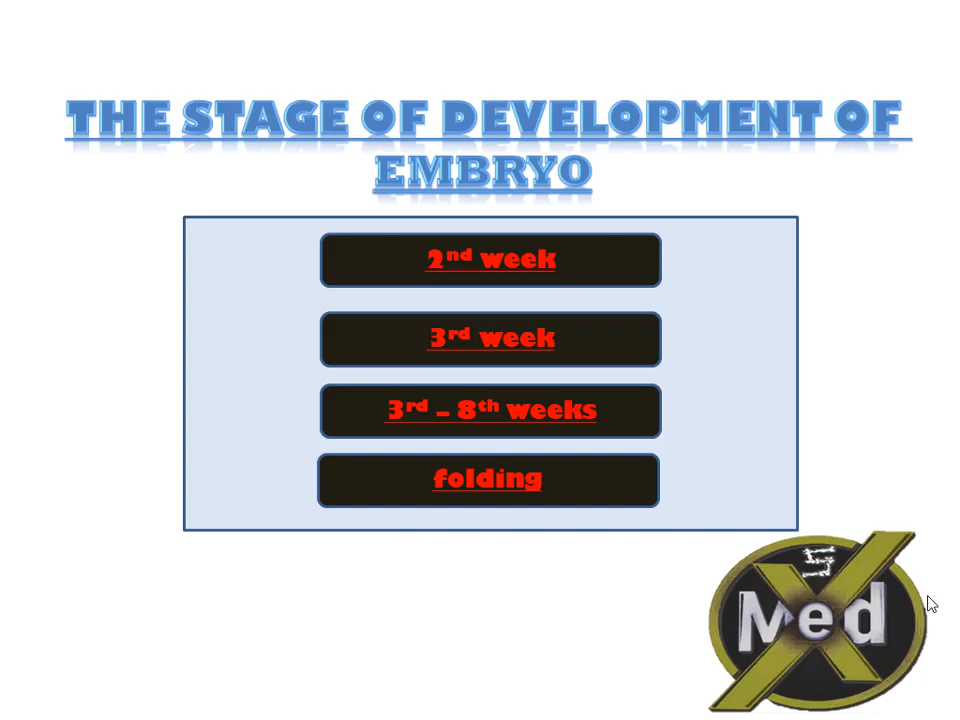 THE STAGE OF DEVELOPMENT OF
EMBRYO
2nd week
3rd week
3rd – 8th weeks
folding
Med
X